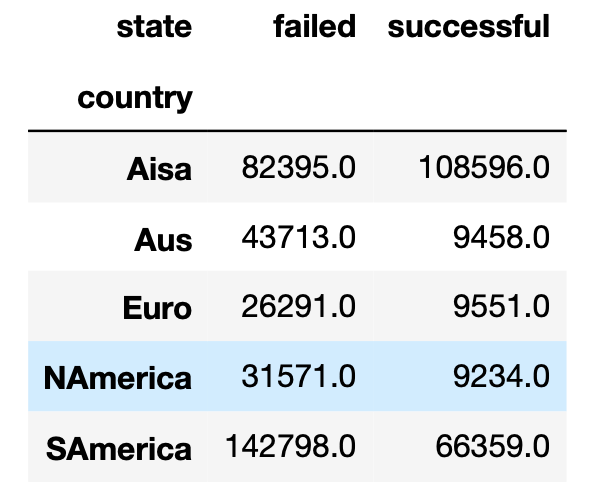 state failed successful
country
Aisa 82395.0 108596.0
Aus 43713.0 9458.0
Euro 26291.0 9551.0
NAmerica 31571.0 9234.0
SAmerica 142798.0 66359.0